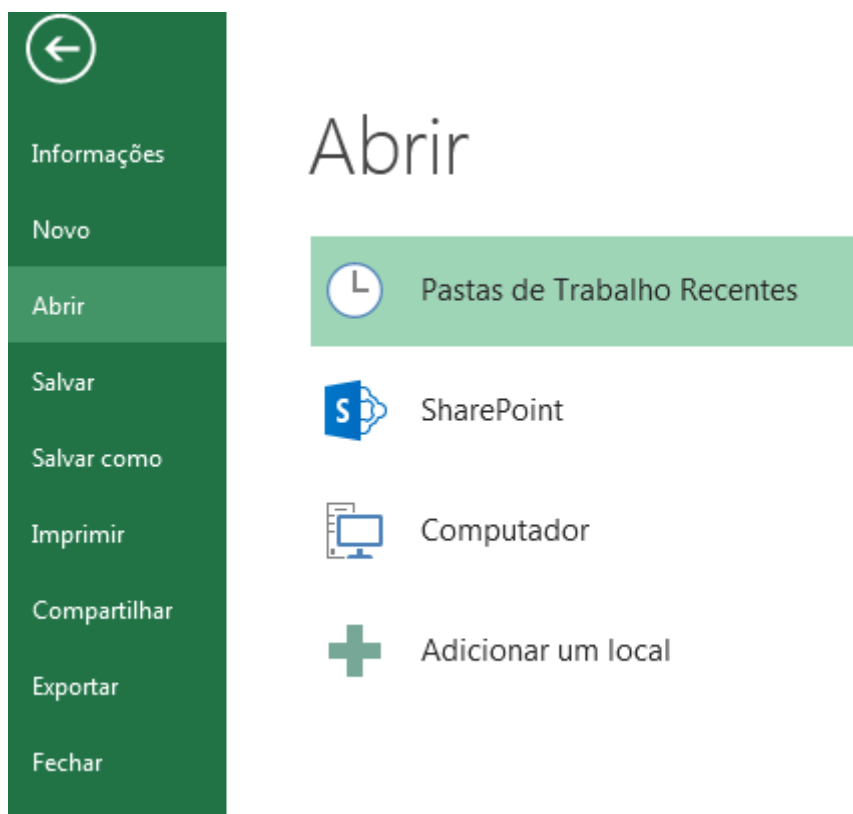 Informações
Novo
Abrir
Salvar
Salvar como
Imprimir
Compartilhar
Exportar
Fechar
Abrir
Pastas de Trabalho Recentes
SharePoint
Computador
Adicionar um local